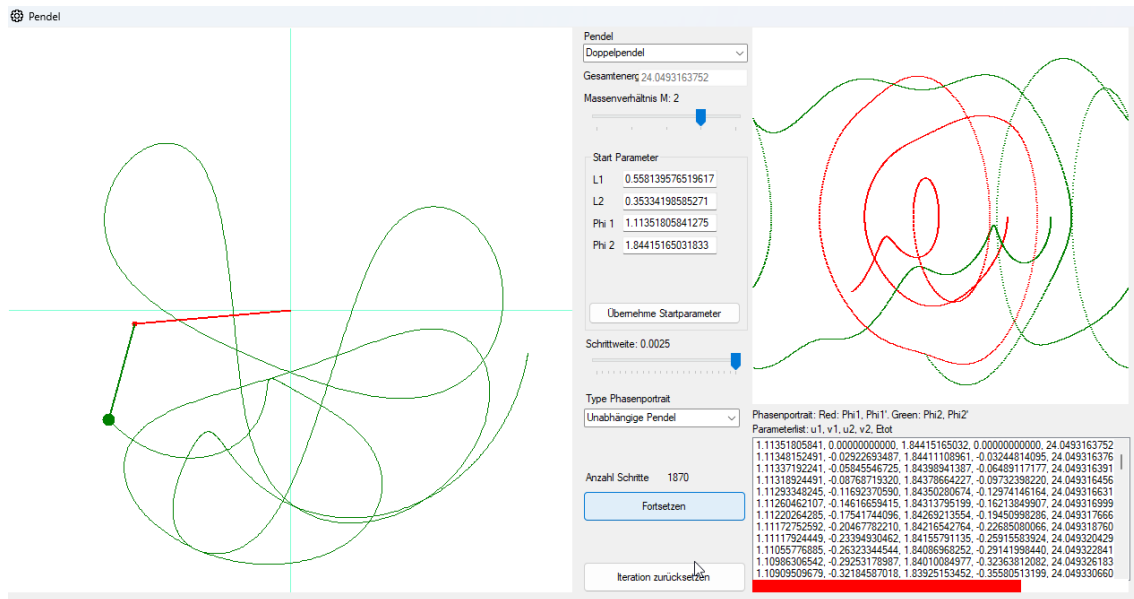 Pendel
Pendel
Doppelpendel
Gesamtenerg 24.0493163752
Massenverhältnis M: 2
Start Parameter
L1 0.558139576519617
L2 0.35334198585271
Phi 1 1.11351805841275
Phi 2 1.84415165031833
Übernehme Startparameter
Schrittweite: 0.0025
Type Phasenportrait
Unabhängige Pendel
Anzahl Schritte 1870
Fortsetzen
Iteration zurücksetzen
Phasenportrait: Red: Phi1, Phi1'. Green: Phi2, Phi2'
Parameterlist: u1, v1, u2, v2, Etot
1.11351805841, 0.00000000000, 1.84415165032, 0.00000000000, 24.0493163752
1.11348152491, -0.02922693487, 1.84411108961, -0.03244814095, 24.049316376
1.11337192241, -0.05845546725, 1.84398941387, -0.06489117177, 24.049316391
1.11318924491, -0.08768719320, 1.84378664227, -0.09732398220, 24.049316456
1.11293348245, -0.11692370590, 1.84350280674, -0.12974146164, 24.049316631
1.11260462107, -0.14616659415, 1.84313795199, -0.16213849907, 24.049316999
1.11220264285, -0.17541744096, 1.84269213554, -0.19450998286, 24.049317666
1.11172752592, -0.20467782210, 1.84216542764, -0.22685080066, 24.049318760
1.11117924449, -0.23394930462, 1.84155791135, -0.25915583924, 24.049320429
1.11055776885, -0.26323344544, 1.84086968252, -0.29141998440, 24.049322841
1.10986306542, -0.29253178987, 1.84010084977, -0.32363812082, 24.049326183
1.10909509679, -0.32184587018, 1.83925153452, -0.35580513199, 24.049330660